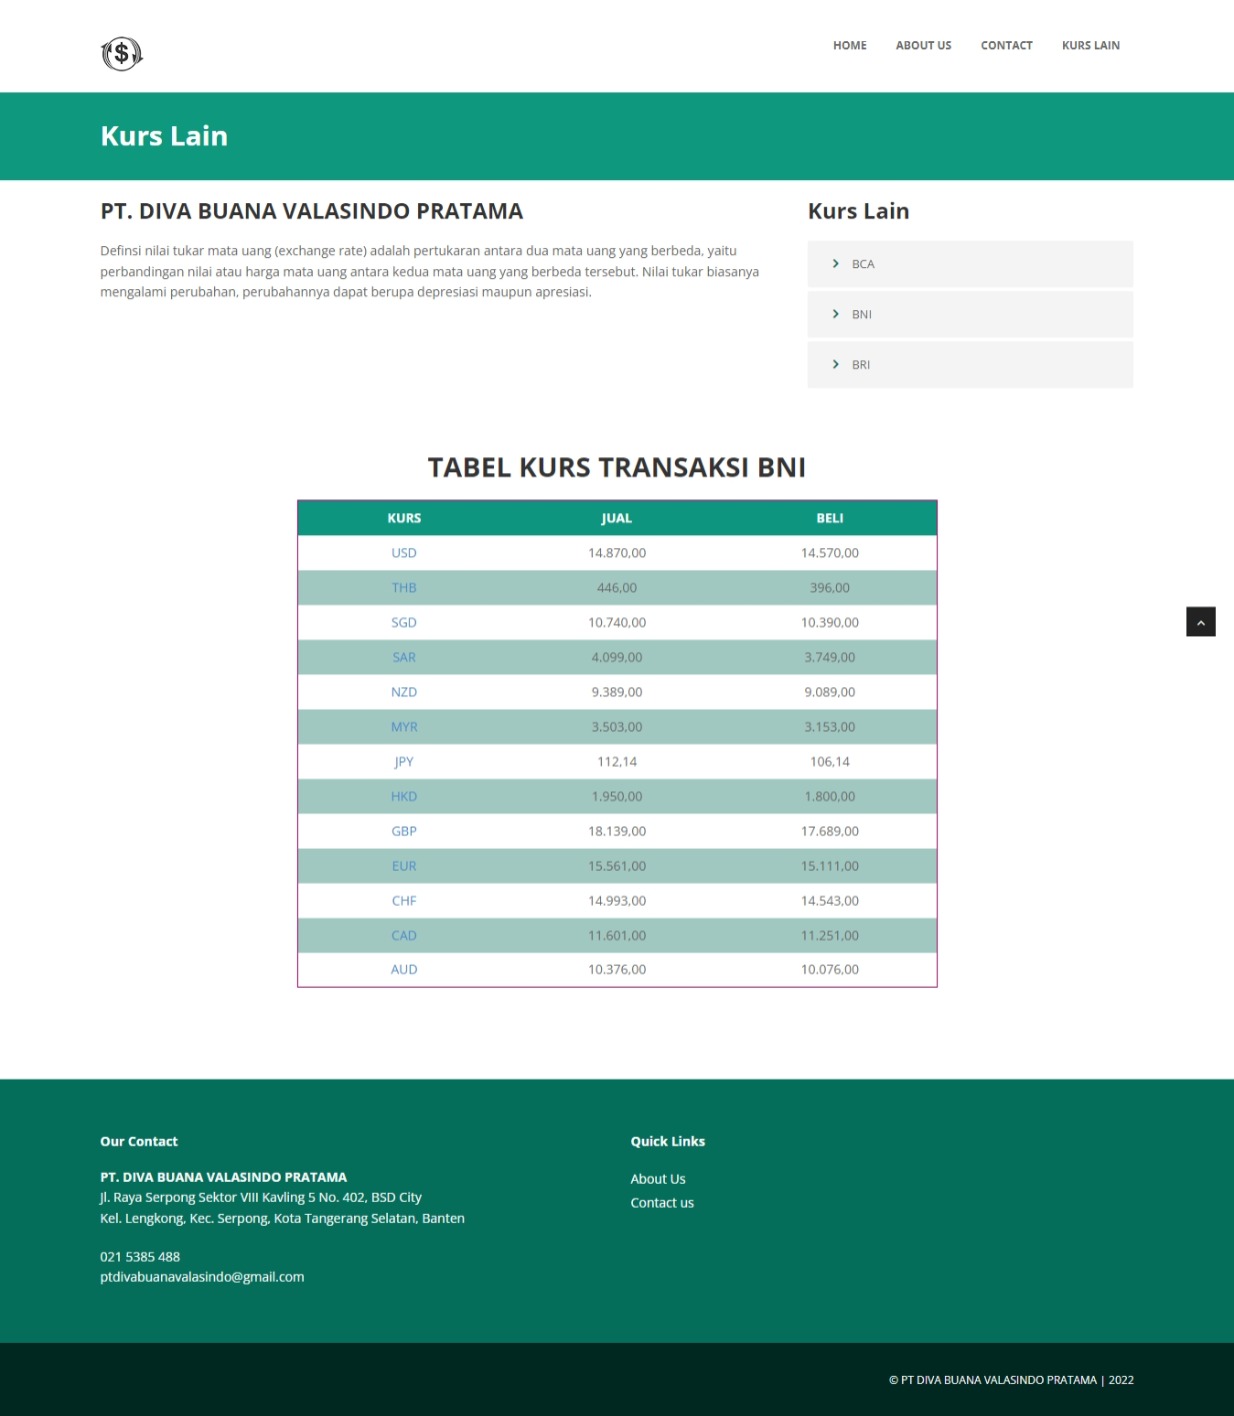 $
HOME ABOUT US CONTACT KURS LAIN
Kurs Lain
PT. DIVA BUANA VALASINDO PRATAMA
Definsi nilai tukar mata uang (exchange rate) adalah pertukaran antara dua mata uang yang berbeda, yaitu
perbandingan nilai atau harga mata uang antara kedua mata uang yang berbeda tersebut. Nilai tukar biasanya
mengalami perubahan, perubahannya dapat berupa depresiasi maupun apresiasi.
Kurs Lain
BCA
BNI
BRI
TABEL KURS TRANSAKSI BNI
KURS JUAL BELI
USD 14.870,00 14.570,00
THB 446,00 396,00
SGD 10.740,00 10.390,00
SAR 4.099,00 3.749,00
NZD 9.389,00 9.089,00
MYR 3.503,00 3.153,00
JPY 112,14 106,14
HKD 1.950,00 1.800,00
GBP 18.139,00 17.689,00
EUR 15.561,00 15.111,00
CHF 14.993,00 14.543,00
CAD 11.601,00 11.251,00
AUD 10.376,00 10.076,00
Our Contact
PT. DIVA BUANA VALASINDO PRATAMA
Jl. Raya Serpong Sektor VIII Kavling 5 No. 402, BSD City
Kel. Lengkong, Kec. Serpong, Kota Tangerang Selatan, Banten
021 5385 488
ptdivabuanavalasindo@gmail.com
Quick Links
About Us
Contact us
© PT DIVA BUANA VALASINDO PRATAMA | 2022